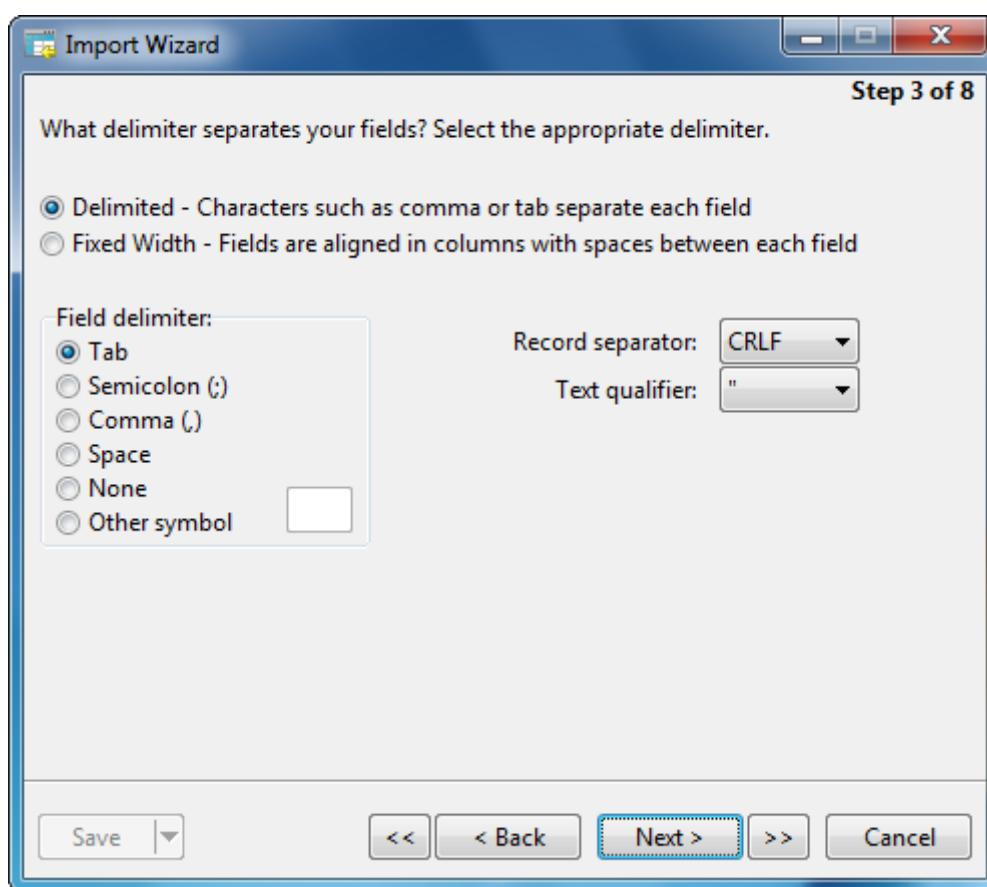 Import Wizard
Step 3 of 8
What delimiter separates your fields? Select the appropriate delimiter.
Delimited - Characters such as comma or tab separate each field
Fixed Width - Fields are aligned in columns with spaces between each field
Field delimiter:
Tab
Semicolon (;)
Comma (,)
Space
None
Other symbol
Record separator: CRLF
Text qualifier: "
Save << < Back Next > >> Cancel